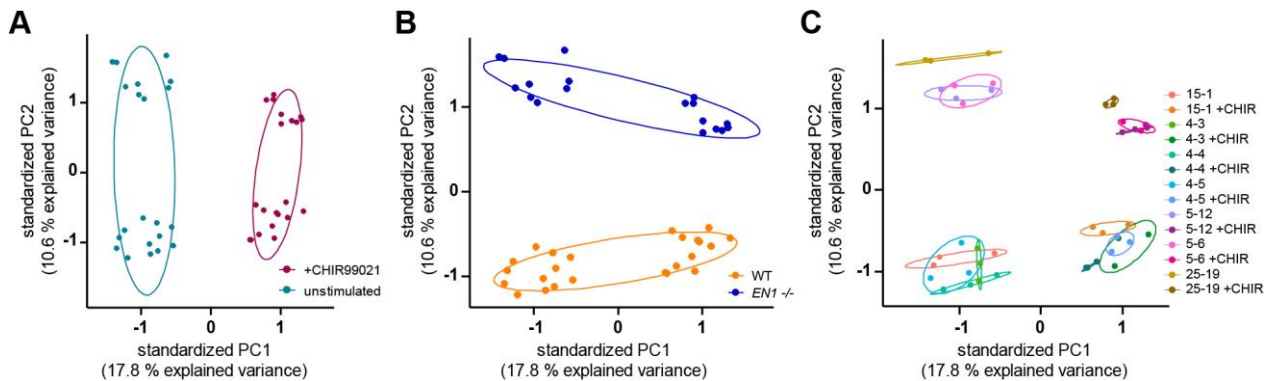 A
standardized PC2
(10.6 % explained variance)
1
0
-1
-1
0
1
standardized PC1
(17.8 % explained variance)
+CHIR99021
unstimulated
B
standardized PC2
(10.6 % explained variance)
1
0
-1
-1
0
1
standardized PC1
(17.8 % explained variance)
WT
EN1 -/-
C
standardized PC2
(10.6 % explained variance)
1
0
-1
-1
0
1
standardized PC1
(17.8 % explained variance)
15-1
15-1 +CHIR
4-3
4-3 +CHIR
4-4
4-4 +CHIR
4-5
4-5 +CHIR
5-12
5-12 +CHIR
5-6
5-6 +CHIR
25-19
25-19 +CHIR